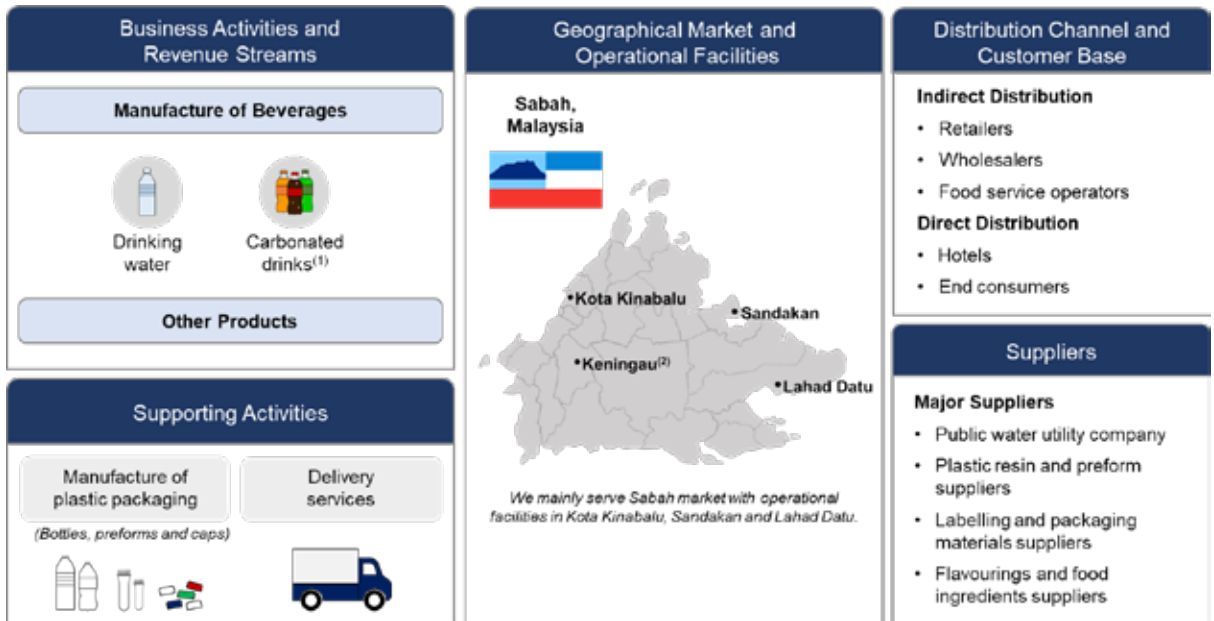 Business Activities and
Revenue Streams
Manufacture of Beverages
Drinking
water
Carbonated
drinks(1)
Other Products
Supporting Activities
Manufacture of
plastic packaging
(Bottles, preforms and caps)
Delivery
services
Geographical Market and
Operational Facilities
Sabah,
Malaysia
Kota Kinabalu
Sandakan
Keningau(2)
Lahad Datu
We mainly serve Sabah market with operational
facilities in Kota Kinabalu, Sandakan and Lahad Datu.
Distribution Channel and
Customer Base
Indirect Distribution
• Retailers
• Wholesalers
• Food service operators
Direct Distribution
• Hotels
• End consumers
Suppliers
Major Suppliers
• Public water utility company
• Plastic resin and preform
suppliers
• Labelling and packaging
materials suppliers
• Flavourings and food
ingredients suppliers